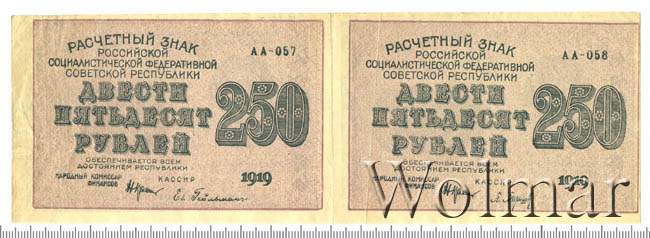 РАСЧЕТНЫЙ ЗНАК
РОССИЙСКОЙ
СОЦИАЛИСТИЧЕСКОЙ ФЕДЕРАТИВНОЙ
СОВЕТСКОЙ РЕСПУБЛИКИ
АА-057
ДВЕСТИ
ПЯТЬДЕСЯТ
РУБЛЕЙ
250
ОБЕСПЕЧИВАЕТСЯ ВСЕМ
ДОСТОЯНИЕМ РЕСПУБЛИКИ
1919
НАРОДНЫЙ КОМИССАР
ФИНАНСОВ
КАССИР
РАСЧЕТНЫЙ ЗНАК
РОССИЙСКОЙ
СОЦИАЛИСТИЧЕСКОЙ ФЕДЕРАТИВНОЙ
СОВЕТСКОЙ РЕСПУБЛИКИ
АА-058
ДВЕСТИ
ПЯТЬДЕСЯТ
РУБЛЕЙ
250
ОБЕСПЕЧИВАЕТСЯ ВСЕМ
ДОСТОЯНИЕМ РЕСПУБЛИКИ
1919
НАРОДНЫЙ КОМИССАР
ФИНАНСОВ
КАССИР
Wolmar